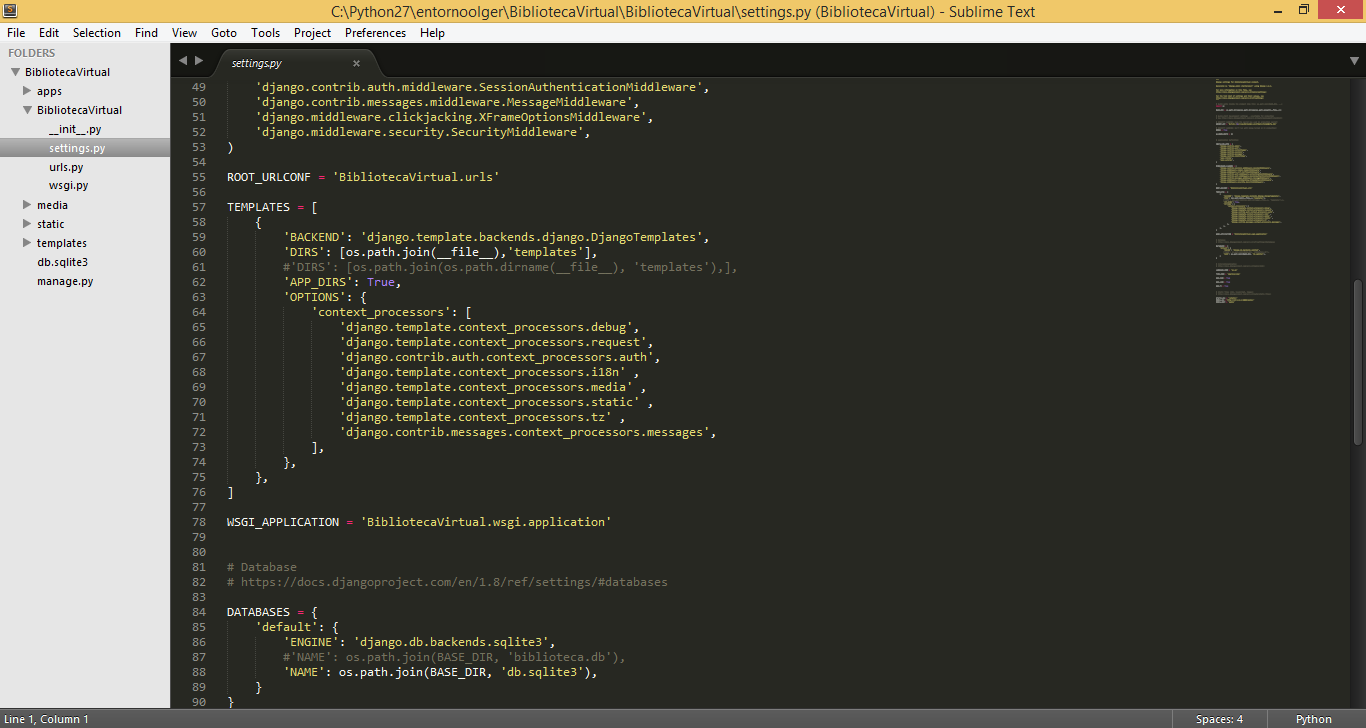 C:\Python27\entornoolger\BibliotecaVirtual\BibliotecaVirtual\settings.py (BibliotecaVirtual) - Sublime Text
File Edit Selection Find View Goto Tools Project Preferences Help
FOLDERS
BibliotecaVirtual
apps
BibliotecaVirtual
__init__.py
settings.py
urls.py
wsgi.py
media
static
templates
db.sqlite3
manage.py
settings.py
49 'django.contrib.auth.middleware.SessionAuthenticationMiddleware',
50 'django.contrib.messages.middleware.MessageMiddleware',
51 'django.middleware.clickjacking.XFrameOptionsMiddleware',
52 'django.middleware.security.SecurityMiddleware',
53 )
54
55 ROOT_URLCONF = 'BibliotecaVirtual.urls'
56
57 TEMPLATES = [
58 {
59 'BACKEND': 'django.template.backends.django.DjangoTemplates',
60 'DIRS': [os.path.join(__file__),'templates'],
61 #'DIRS': [os.path.join(os.path.dirname(__file__), 'templates'),],
62 'APP_DIRS': True,
63 'OPTIONS': {
64 'context_processors': [
65 'django.template.context_processors.debug',
66 'django.template.context_processors.request',
67 'django.contrib.auth.context_processors.auth',
68 'django.template.context_processors.i18n' ,
69 'django.template.context_processors.media' ,
70 'django.template.context_processors.static' ,
71 'django.template.context_processors.tz' ,
72 'django.contrib.messages.context_processors.messages',
73 ],
74 },
75 },
76 ]
77
78 WSGI_APPLICATION = 'BibliotecaVirtual.wsgi.application'
79
80
81 # Database
82 # https://docs.djangoproject.com/en/1.8/ref/settings/#databases
83
84 DATABASES = {
85 'default': {
86 'ENGINE': 'django.db.backends.sqlite3',
87 #'NAME': os.path.join(BASE_DIR, 'biblioteca.db'),
88 'NAME': os.path.join(BASE_DIR, 'db.sqlite3'),
89 }
90 }
Line 1, Column 1
Spaces: 4
Python